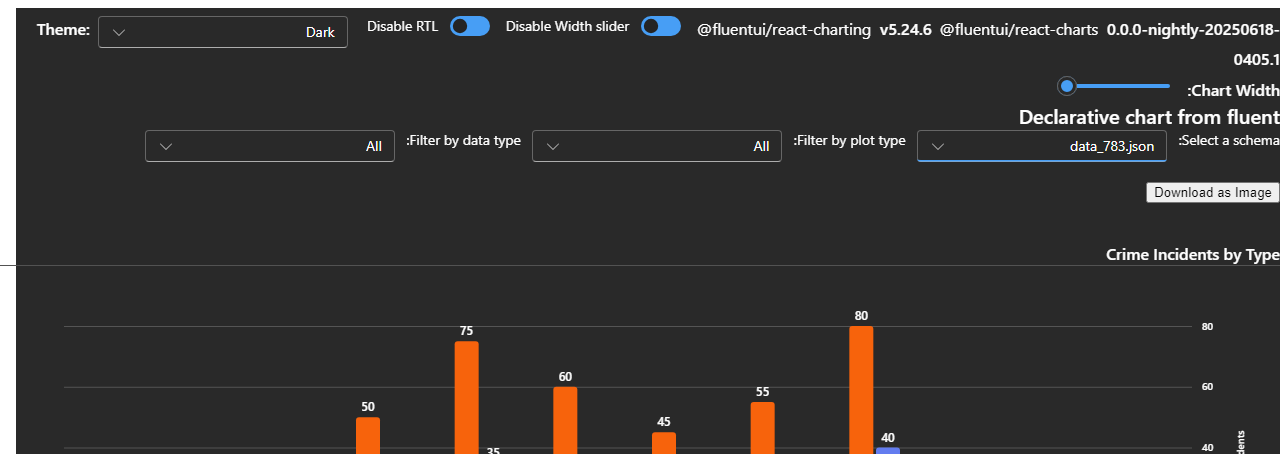 Theme: Dark Disable RTL Disable Width slider @fluentui/react-charting v5.24.6 @fluentui/react-charts 0.0.0-nightly-20250618-
0405.1
:Chart Width
Declarative chart from fluent
:Select a schema data_783.json :Filter by plot type All :Filter by data type All
Download as Image
Crime Incidents by Type
80
80
75
60
60
55
50
45
40
40
35